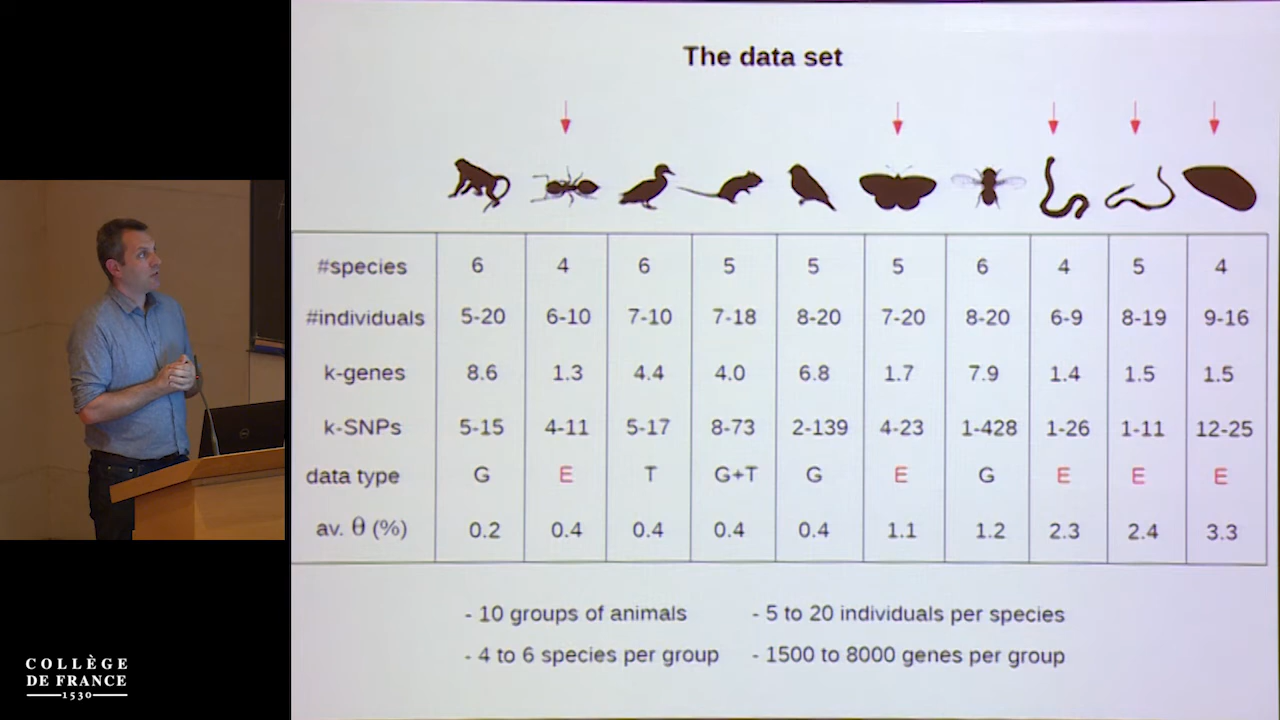 The data set
#species 6 4 6 5 5 5 6 4 5 4
#individuals 5-20 6-10 7-10 7-18 8-20 7-20 8-20 6-9 8-19 9-16
k-genes 8.6 1.3 4.4 4.0 6.8 1.7 7.9 1.4 1.5 1.5
k-SNPs 5-15 4-11 5-17 8-73 2-139 4-23 1-428 1-26 1-11 12-25
data type G E T G+T G E G E E E
av. θ (%) 0.2 0.4 0.4 0.4 0.4 1.1 1.2 2.3 2.4 3.3
- 10 groups of animals - 5 to 20 individuals per species
- 4 to 6 species per group - 1500 to 8000 genes per group
COLLÈGE
DE FRANCE
1530